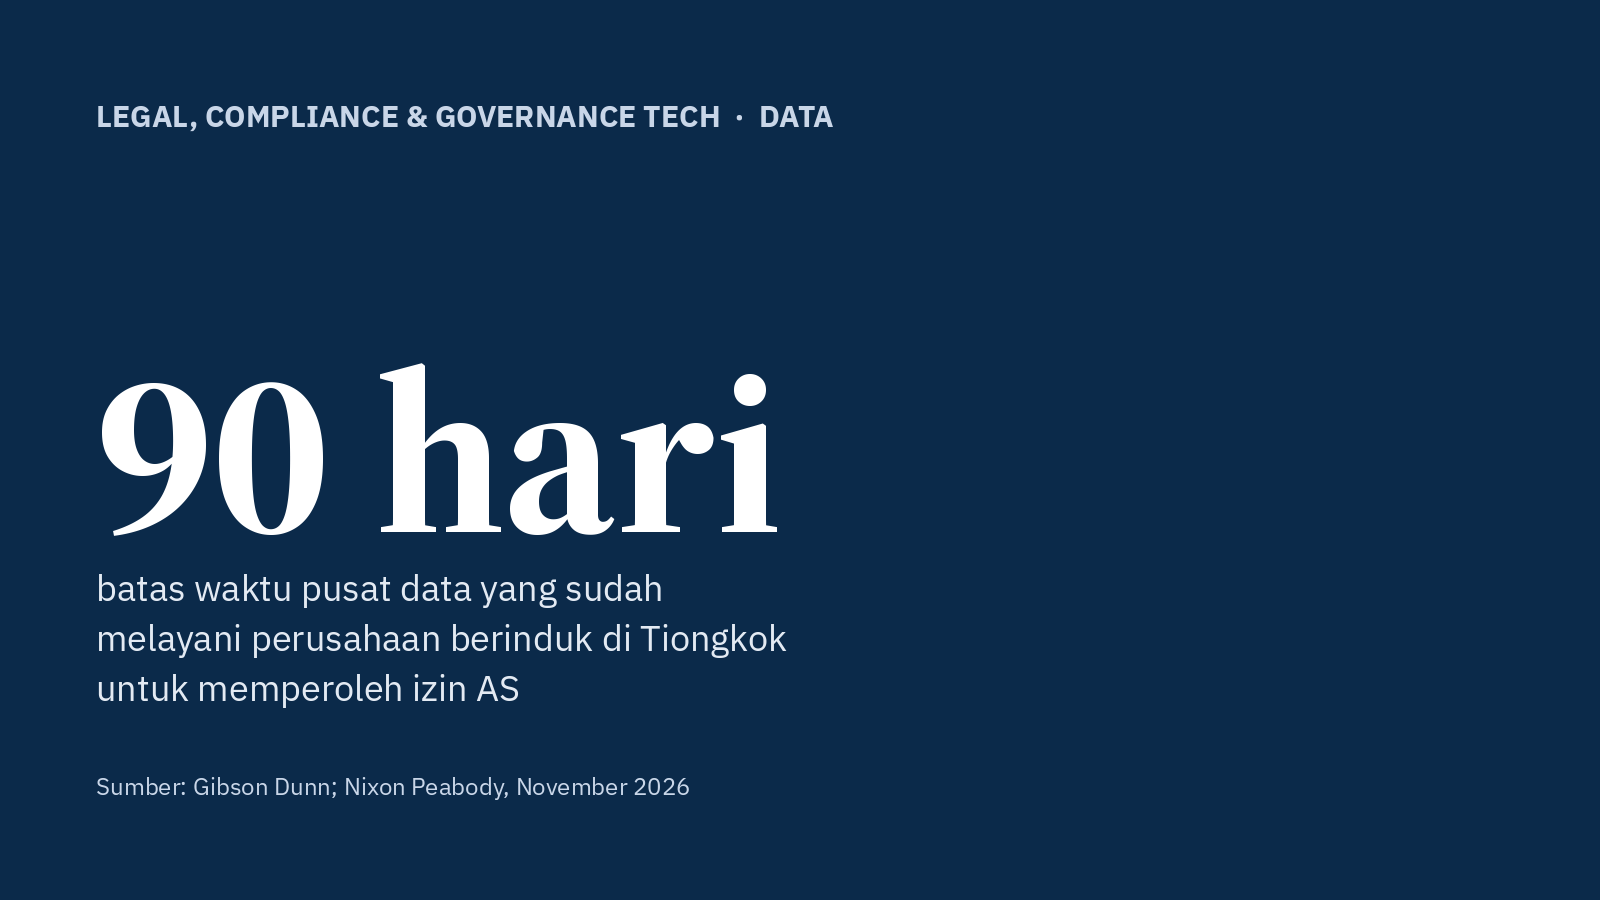 LEGAL, COMPLIANCE & GOVERNANCE TECH · DATA
90 hari
batas waktu pusat data yang sudah
melayani perusahaan berinduk di Tiongkok
untuk memperoleh izin AS
Sumber: Gibson Dunn; Nixon Peabody, November 2026